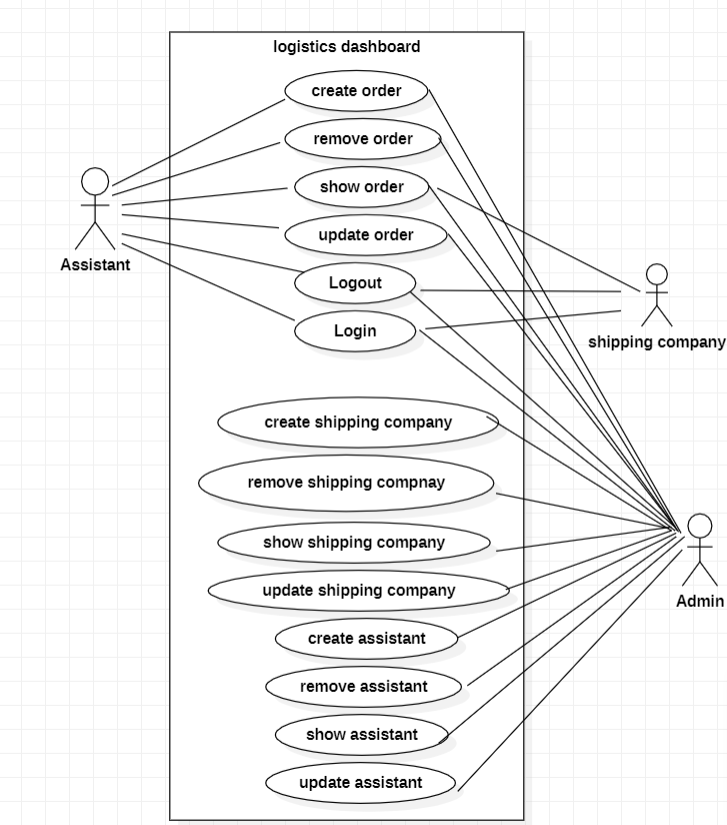 logistics dashboard
create order
remove order
show order
update order
Assistant
Logout
Login
shipping company
create shipping company
remove shipping compnay
show shipping company
update shipping company
Admin
create assistant
remove assistant
show assistant
update assistant